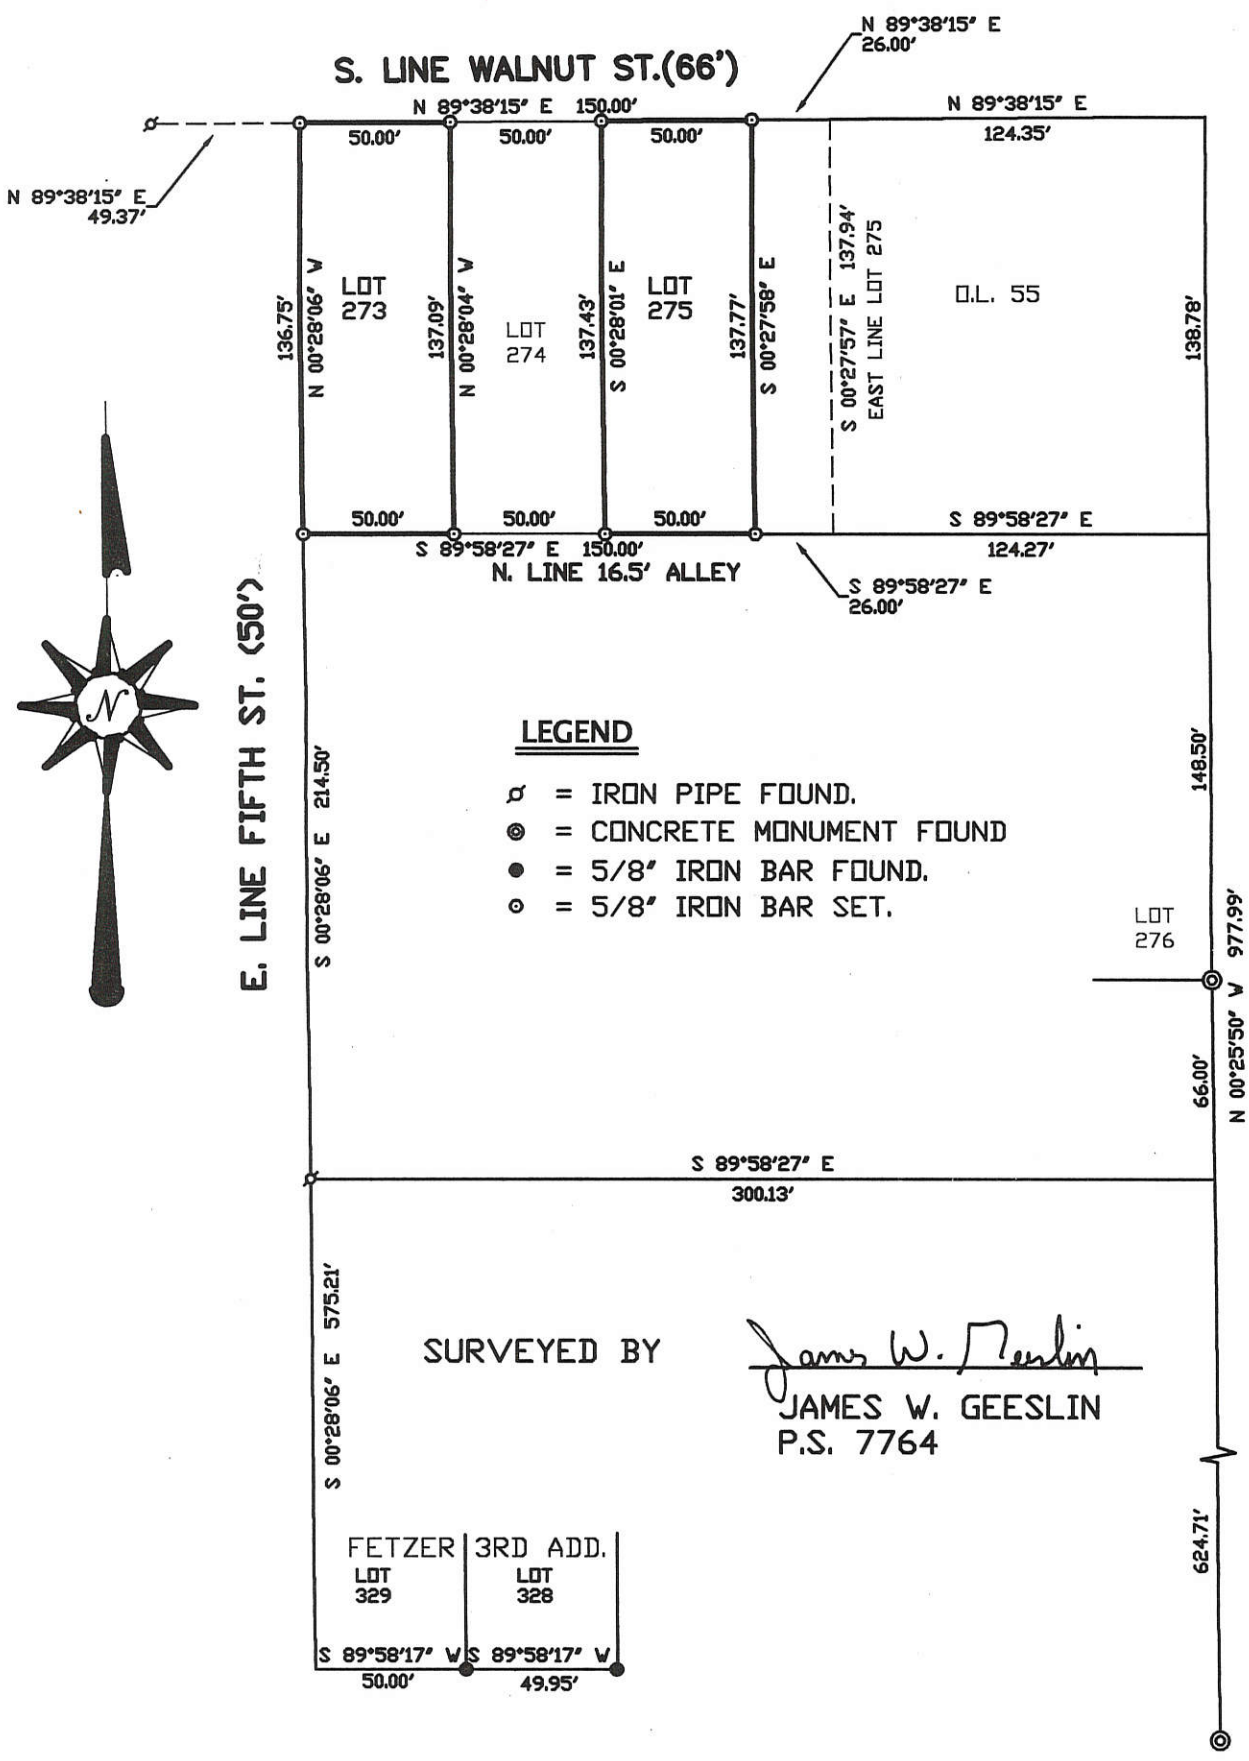 N 89°38'15" E
26.00'
S. LINE WALNUT ST.(66')
N 89°38'15" E 150.00'
N 89°38'15" E
50.00'
50.00'
50.00'
124.35'
N 89°38'15" E
49.37'
136.75'
N 00°28'06" W
LOT
273
137.09'
N 00°28'04" W
LOT
274
137.43'
S 00°28'01" E
LOT
275
137.77'
S 00°27'58" E
S 00°27'57" E 137.94'
EAST LINE LOT 275
O.L. 55
138.78'
50.00'
50.00'
50.00'
S 89°58'27" E
S 89°58'27" E 150.00'
124.27'
N. LINE 16.5' ALLEY
S 89°58'27" E
26.00'
E. LINE FIFTH ST. (50')
N
S 00°28'06" E 214.50'
LEGEND
= IRON PIPE FOUND.
= CONCRETE MONUMENT FOUND
= 5/8" IRON BAR FOUND.
= 5/8" IRON BAR SET.
148.50'
LOT
276
N 00°25'50" W 977.99'
66.00'
S 89°58'27" E
300.13'
S 00°28'06" E 575.21'
SURVEYED BY
James W. Geeslin
JAMES W. GEESLIN
P.S. 7764
624.71'
FETZER 3RD ADD.
LOT
329
LOT
328
S 89°58'17" W S 89°58'17" W
50.00'
49.95'